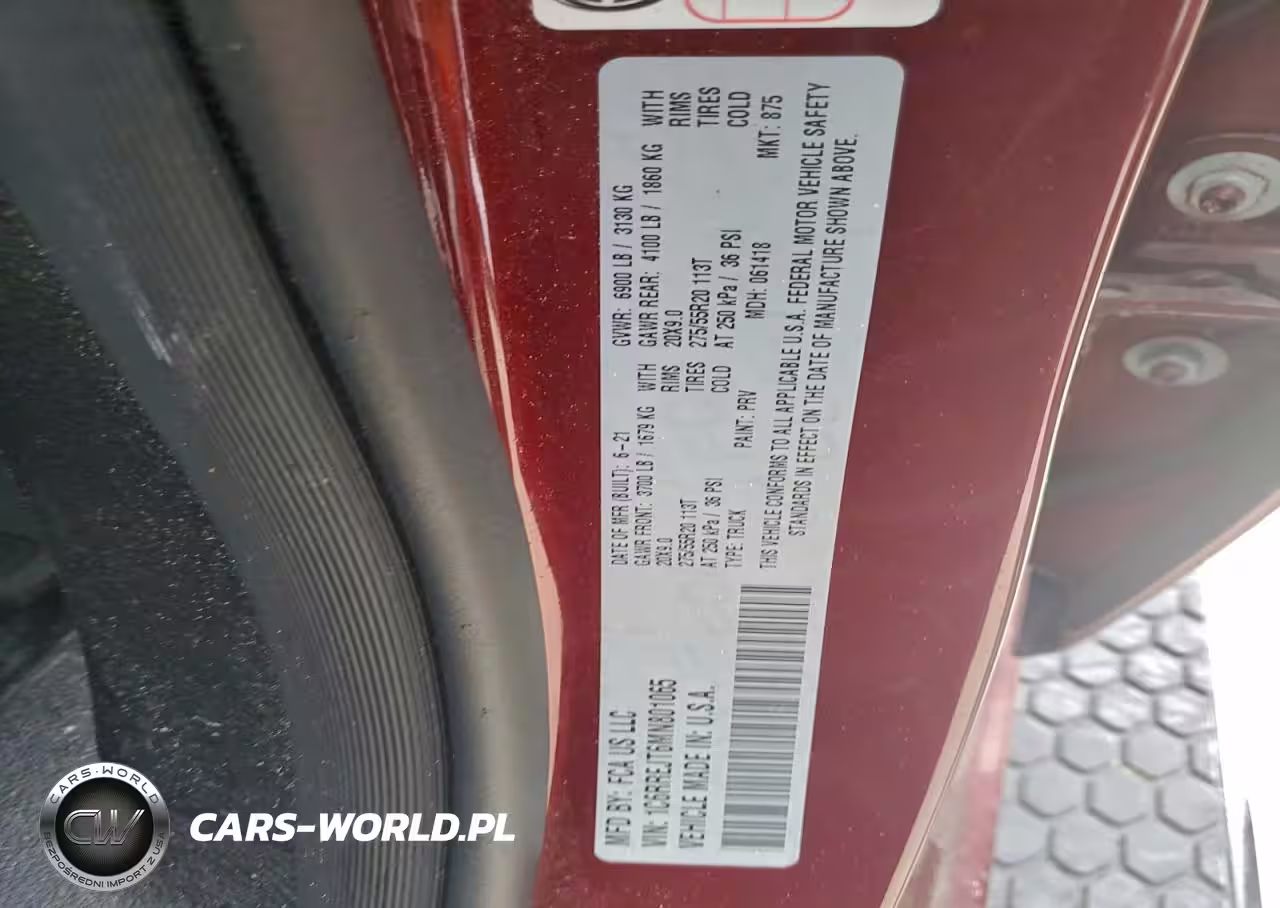 MFD BY: FCA US LLC
VIN: 1C6RREJT6MN801065
VEHICLE MADE IN: U.S.A.
DATE OF MFR (BUILT): 6-21 GVWR: 6900 LB / 3130 KG
GAWR FRONT: 3700 LB / 1679 KG WITH GAWR REAR: 4100 LB / 1860 KG WITH
20X9.0 RIMS 20X9.0 RIMS
275/55R20 113T TIRES 275/55R20 113T TIRES
AT 250 kPa / 36 PSI COLD AT 250 kPa / 36 PSI COLD
TYPE: TRUCK PAINT: PRV MDH: 061418 MKT: 875
THIS VEHICLE CONFORMS TO ALL APPLICABLE U.S.A. FEDERAL MOTOR VEHICLE SAFETY
STANDARDS IN EFFECT ON THE DATE OF MANUFACTURE SHOWN ABOVE.
CARS-WORLD
CW
BEZPOŚREDNI IMPORT Z USA
CARS-WORLD.PL